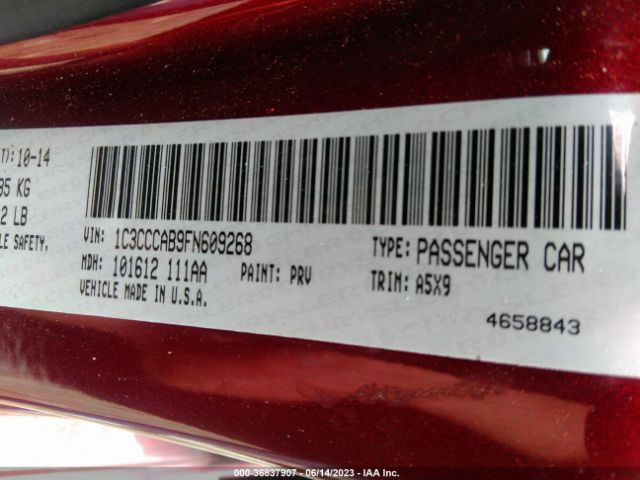 T): 10-14
85 KG
2 LB
LE SAFETY,
VIN: 1C3CCCAB9FN609268
TYPE: PASSENGER CAR
MDH: 101612 111AA PAINT: PRV
TRIM: A5X9
VEHICLE MADE IN U.S.A.
4658843
000-36837907 - 06/14/2023 - IAA Inc.